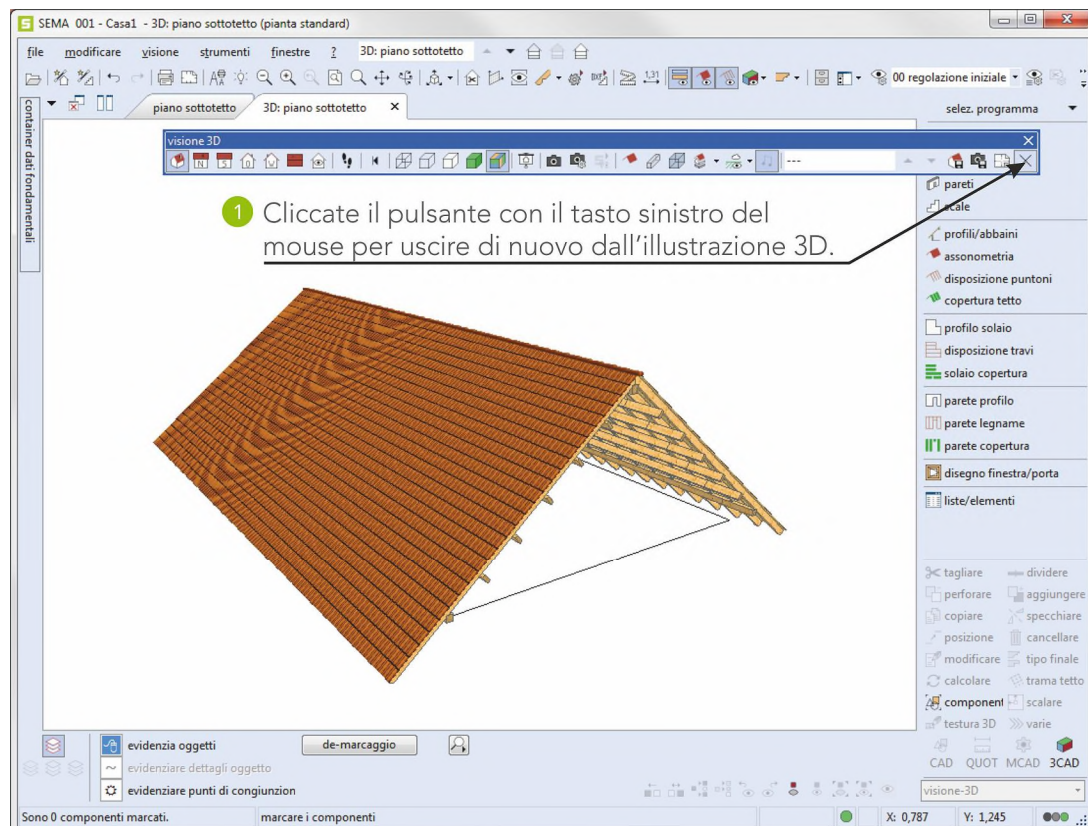 SEMA 001 - Casa1 - 3D: piano sottotetto (pianta standard)
file modificare visione strumenti finestre ? 3D: piano sottotetto
00 regolazione iniziale
piano sottotetto 3D: piano sottotetto
selez. programma
container dati fondamentali
visione 3D
N S ---
1 Cliccate il pulsante con il tasto sinistro del
mouse per uscire di nuovo dall'illustrazione 3D.
pareti
scale
profili/abbaini
assonometria
disposizione puntoni
copertura tetto
profilo solaio
disposizione travi
solaio copertura
parete profilo
parete legname
parete copertura
disegno finestra/porta
liste/elementi
tagliare dividere
perforare aggiungere
copiare specchiare
posizione cancellare
modificare tipo finale
calcolare trama tetto
component scalare
testura 3D varie
CAD QUOT MCAD 3CAD
evidenzia oggetti de-marcaggio
evidenziare dettagli oggetto
evidenziare punti di congiunzion
visione-3D
Sono 0 componenti marcati. marcare i componenti X: 0,787 Y: 1,245